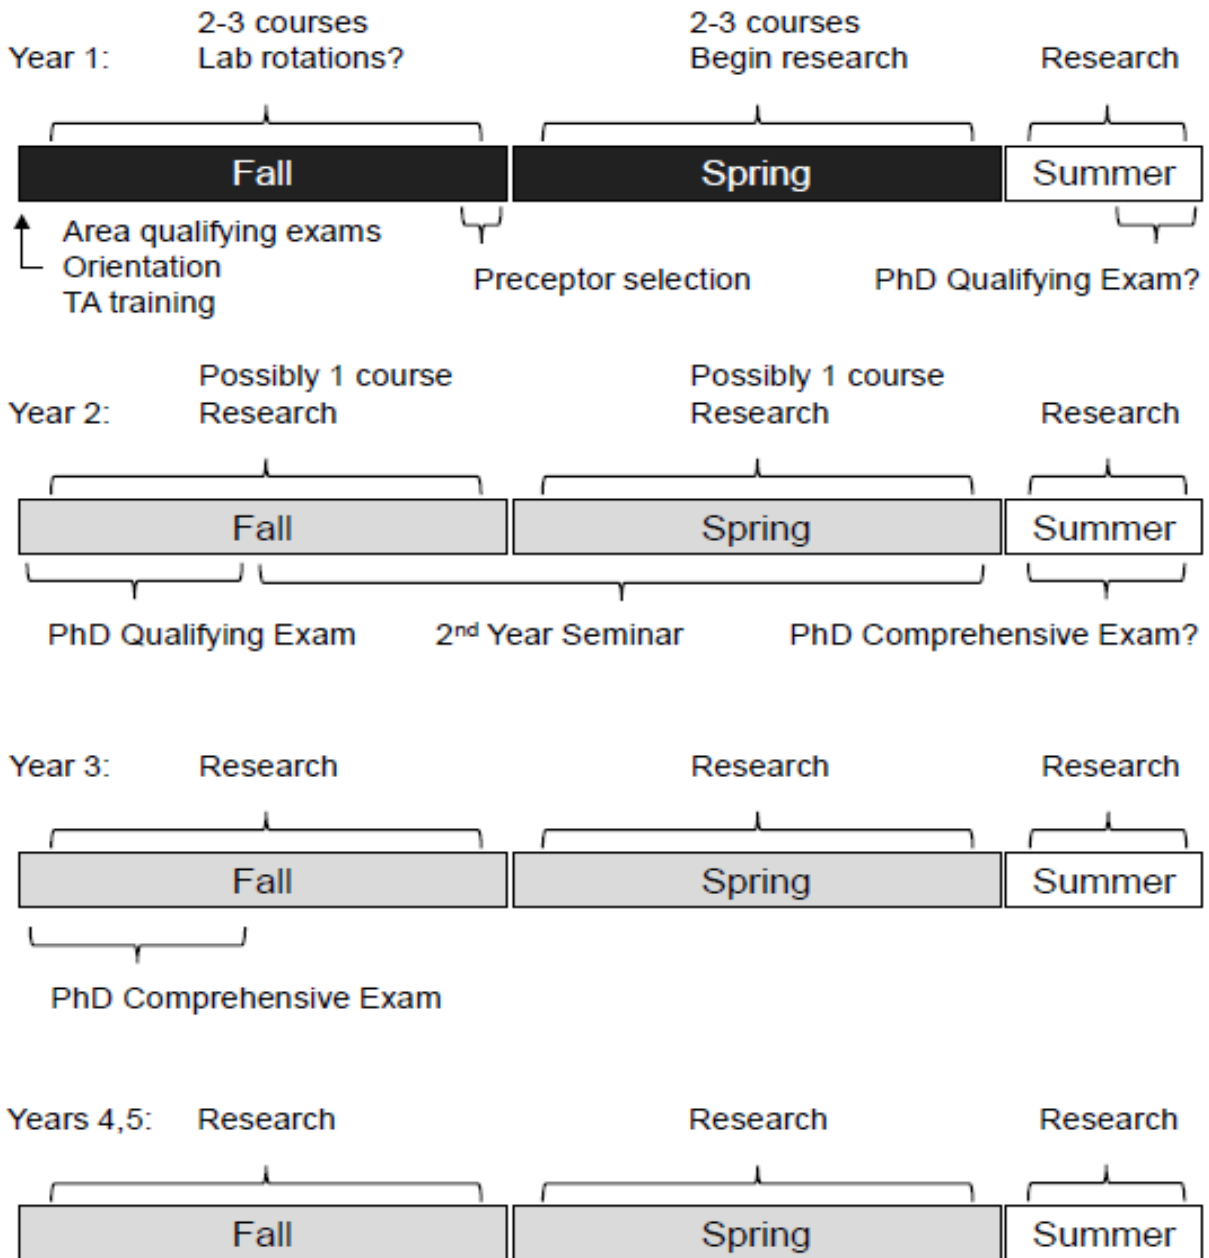 2-3 courses
2-3 courses
Year 1:
Lab rotations?
Begin research
Research
Fall
Spring
Summer
Area qualifying exams
Orientation
TA training
Preceptor selection
PhD Qualifying Exam?
Possibly 1 course
Possibly 1 course
Year 2:
Research
Research
Research
Fall
Spring
Summer
PhD Qualifying Exam
2nd Year Seminar
PhD Comprehensive Exam?
Year 3:
Research
Research
Research
Fall
Spring
Summer
PhD Comprehensive Exam
Years 4,5:
Research
Research
Research
Fall
Spring
Summer